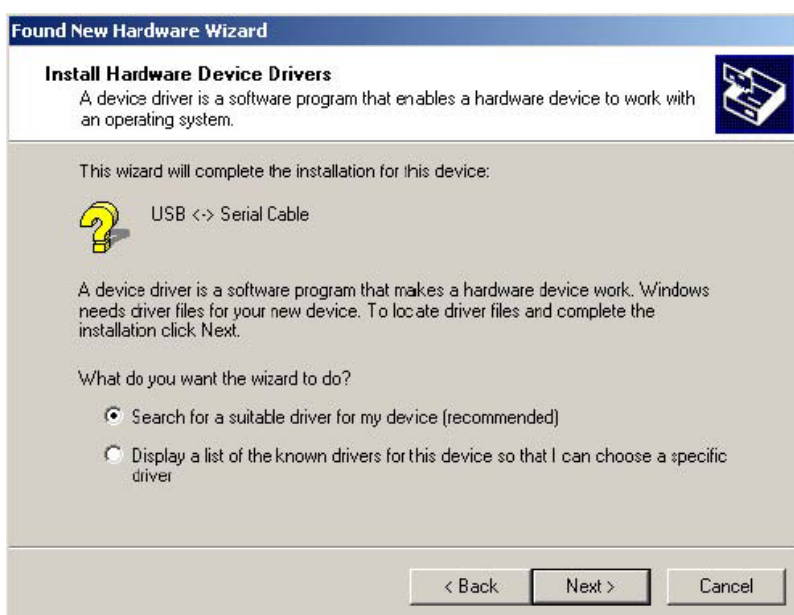 Found New Hardware Wizard
Install Hardware Device Drivers
A device driver is a software program that enables a hardware device to work with
an operating system.
This wizard will complete the installation for this device:
USB <-> Serial Cable
A device driver is a software program that makes a hardware device work. Windows
needs driver files for your new device. To locate driver files and complete the
installation click Next.
What do you want the wizard to do?
Search for a suitable driver for my device (recommended)
Display a list of the known drivers for this device so that I can choose a specific
driver
< Back
Next >
Cancel